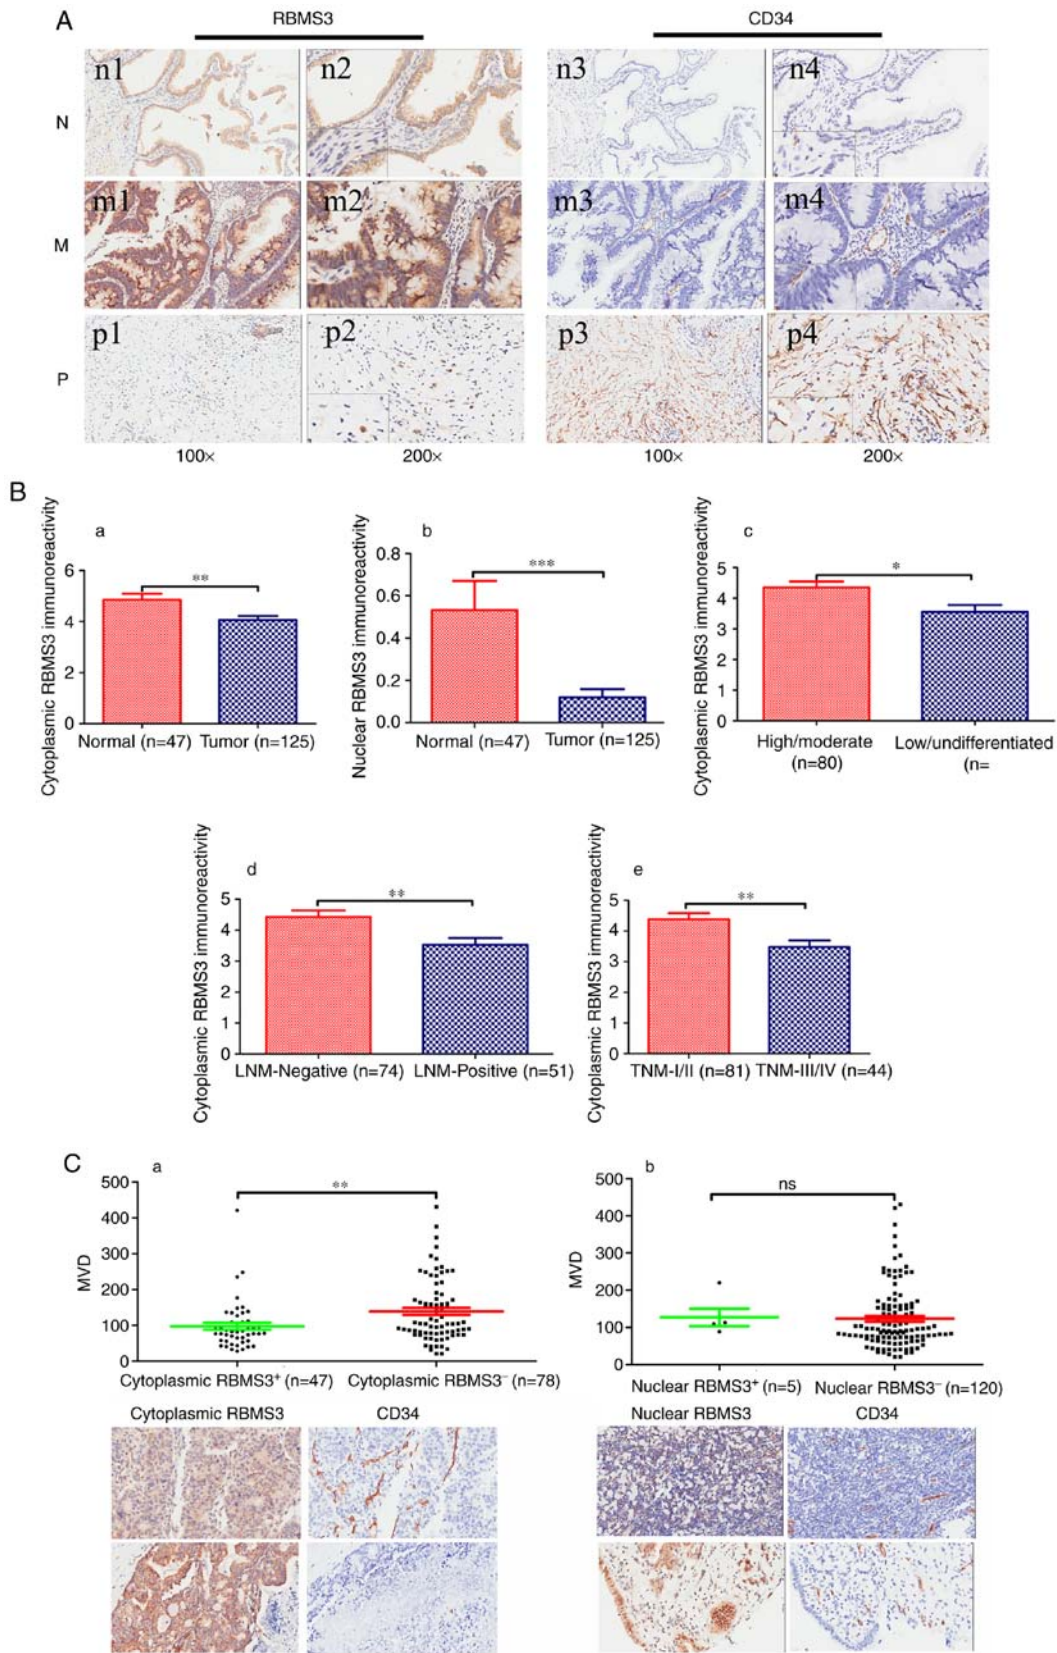 A
RBMS3 CD34
N
n1 n2 n3 n4
M
m1 m2 m3 m4
P
p1 p2 p3 p4
100× 200× 100× 200×
B
a
Cytoplasmic RBMS3 immunoreactivity
6
4
2
0
**
Normal (n=47) Tumor (n=125)
b
Nuclear RBMS3 immunoreactivity
0.8
0.6
0.4
0.2
0.0
***
Normal (n=47) Tumor (n=125)
c
Cytoplasmic RBMS3 immunoreactivity
5
4
3
2
1
0
*
High/moderate Low/undifferentiated
(n=80) (n=
d
Cytoplasmic RBMS3 immunoreactivity
5
4
3
2
1
0
**
LNM-Negative (n=74) LNM-Positive (n=51)
e
Cytoplasmic RBMS3 immunoreactivity
5
4
3
2
1
0
**
TNM-I/II (n=81) TNM-III/IV (n=44)
C
a
MVD
500
400
300
200
100
0
**
Cytoplasmic RBMS3⁺ (n=47) Cytoplasmic RBMS3⁻ (n=78)
Cytoplasmic RBMS3 CD34
b
MVD
500
400
300
200
100
0
ns
Nuclear RBMS3⁺ (n=5) Nuclear RBMS3⁻ (n=120)
Nuclear RBMS3 CD34